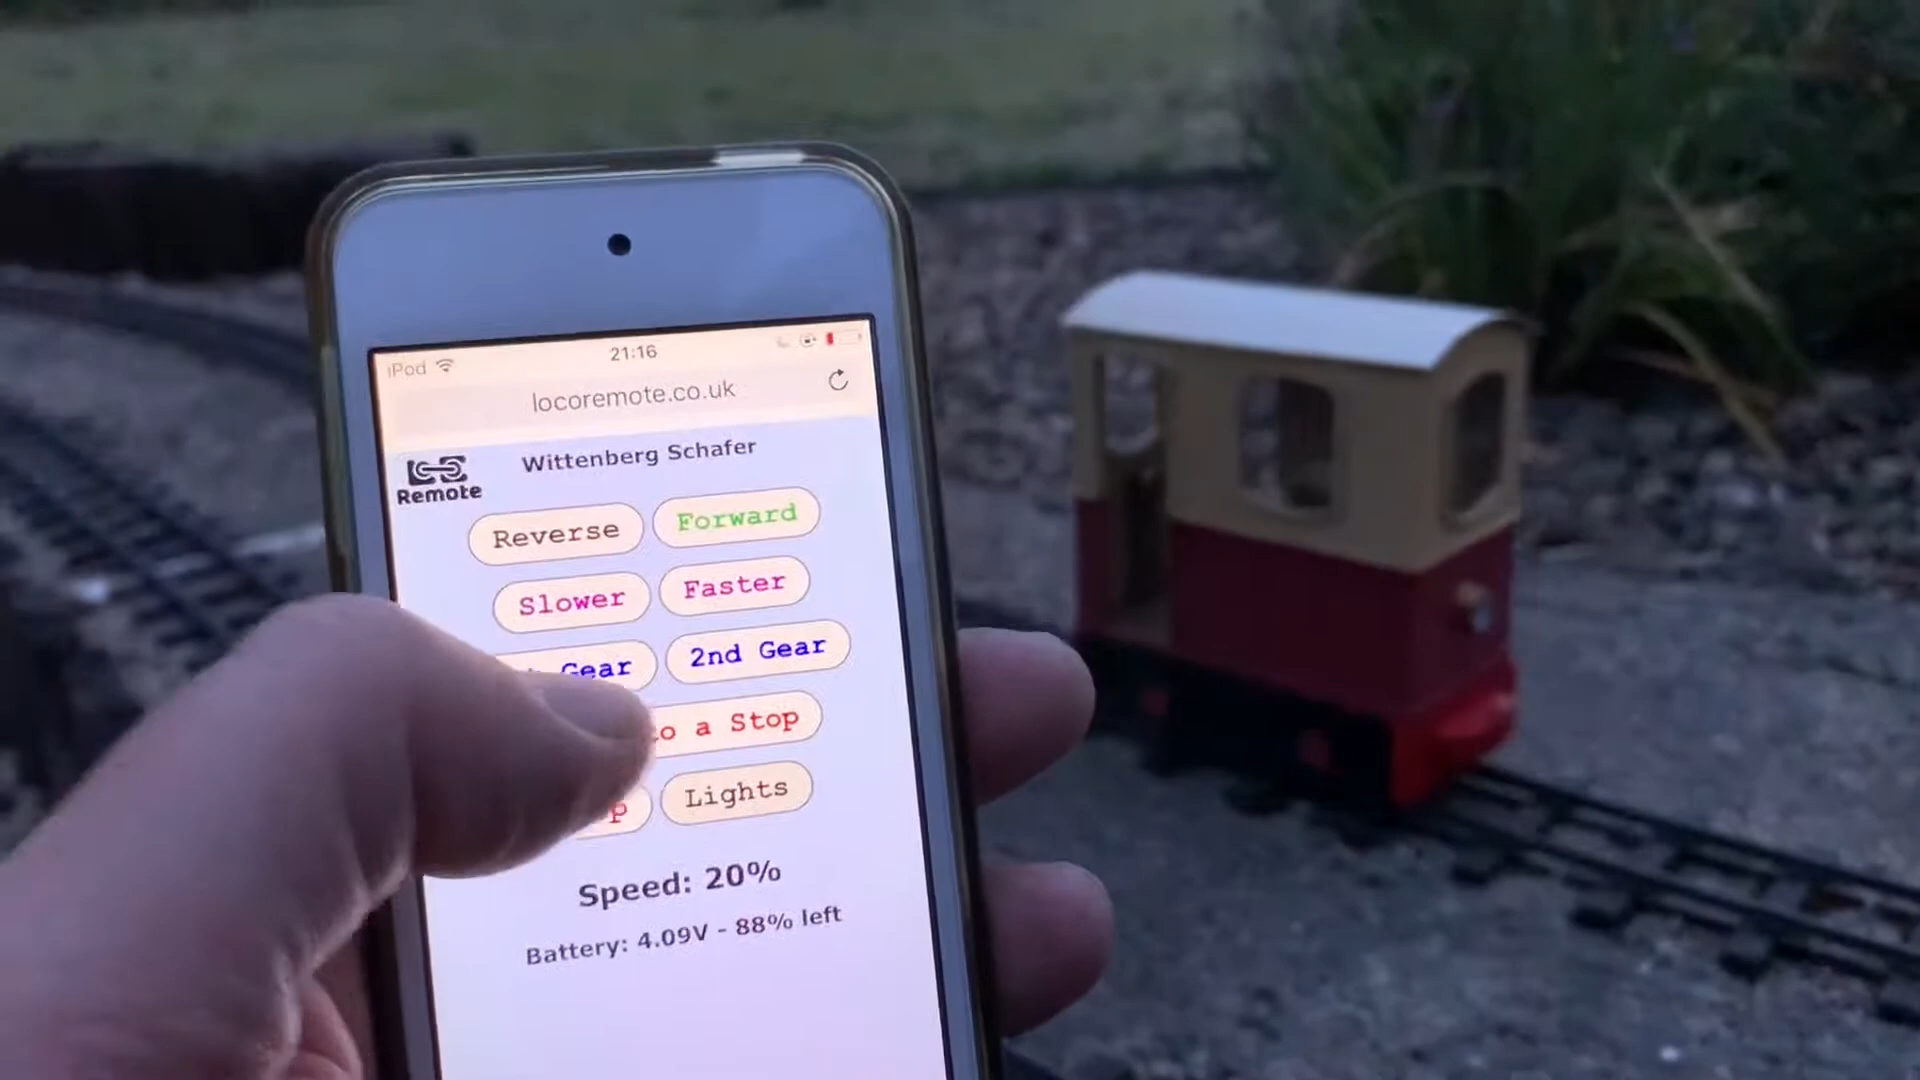 iPod 21:16
locoremote.co.uk
Remote
Wittenberg Schafer
Reverse Forward
Slower Faster
Gear 2nd Gear
to a Stop
Lights
Speed: 20%
Battery: 4.09V - 88% left